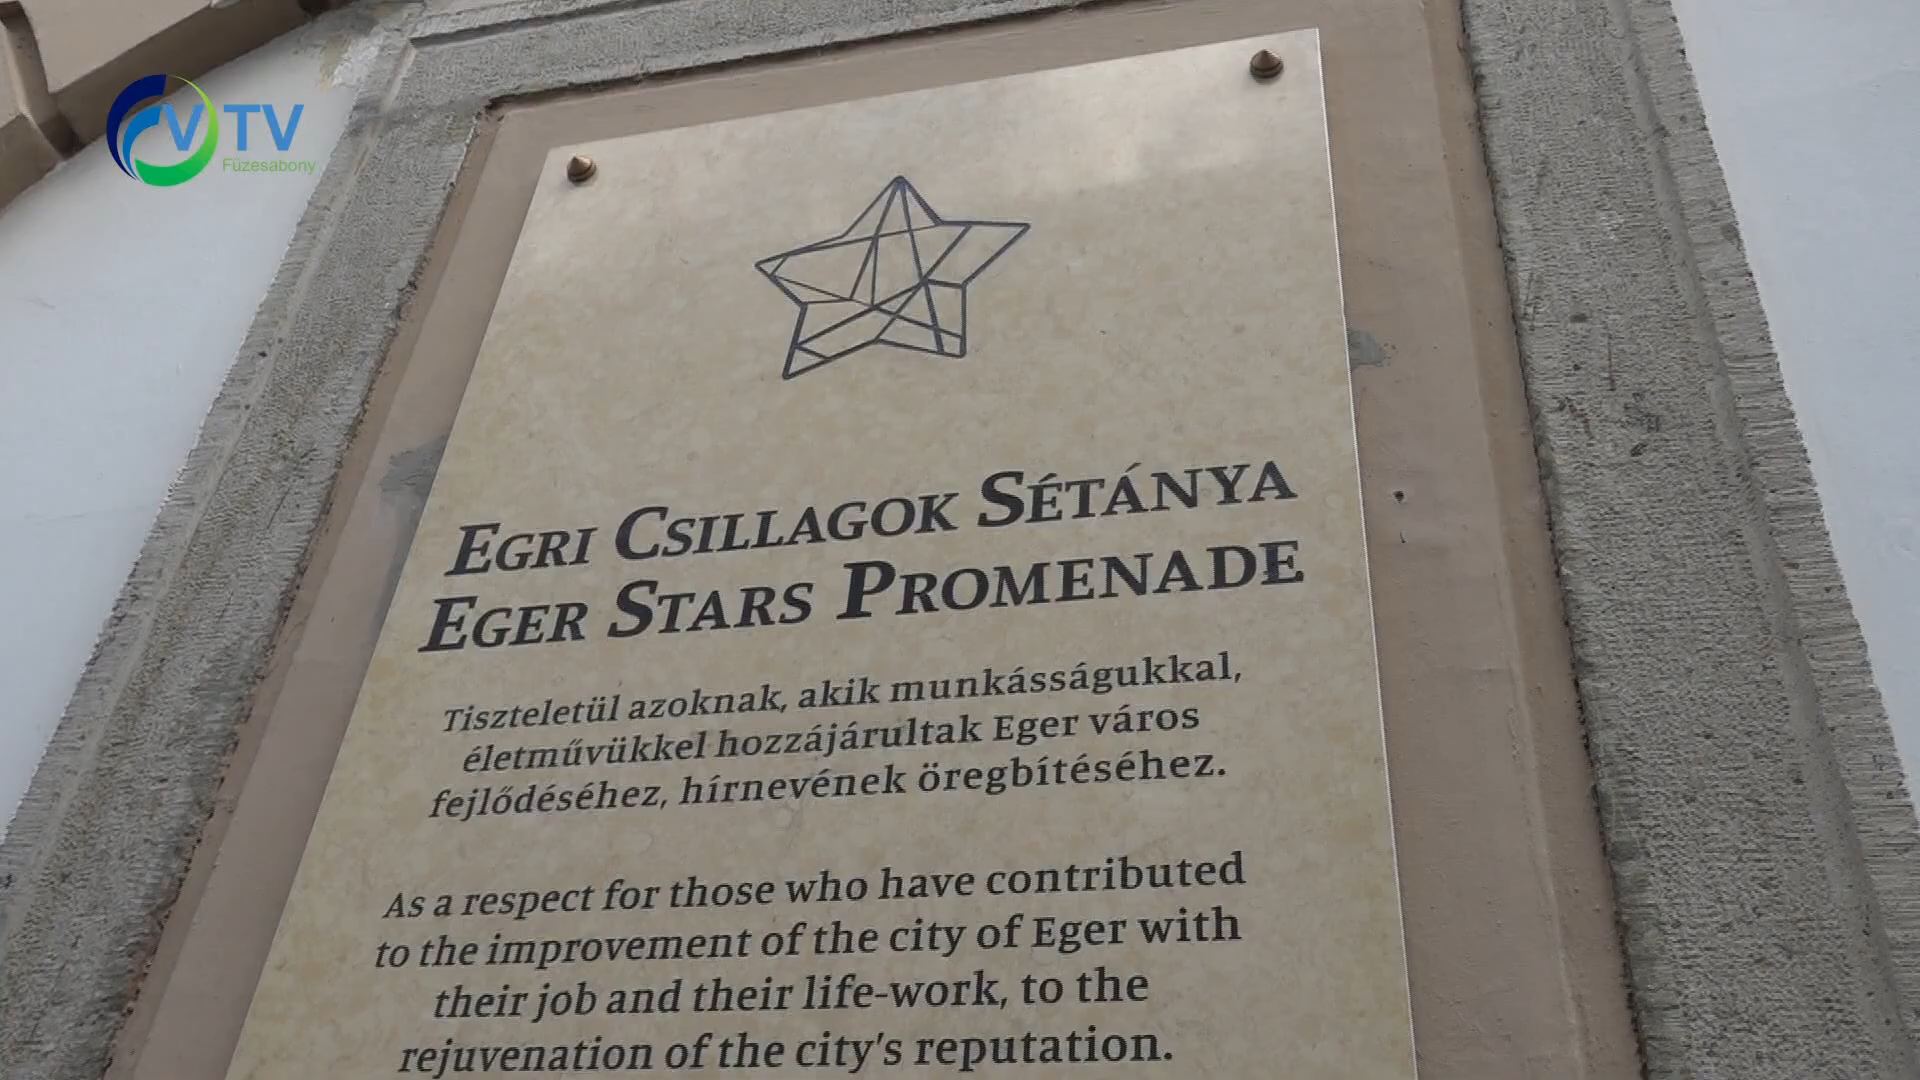 VTV
Füzesabony
EGRI CSILLAGOK SÉTÁNYA
EGER STARS PROMENADE
Tiszteletül azoknak, akik munkásságukkal,
életművükkel hozzájárultak Eger város
fejlődéséhez, hírnevének öregbítéséhez.
As a respect for those who have contributed
to the improvement of the city of Eger with
their job and their life-work, to the
rejuvenation of the city's reputation.